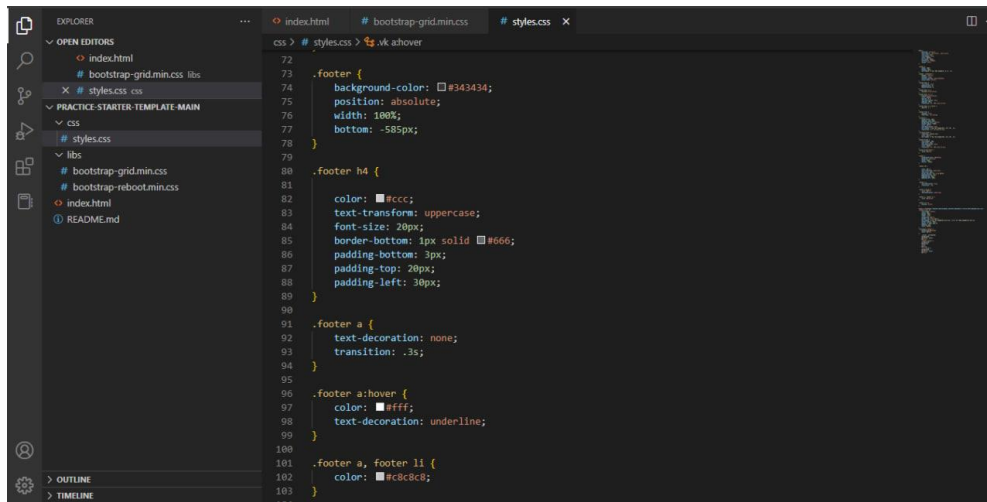 EXPLORER
OPEN EDITORS
index.html
# bootstrap-grid.min.css libs
# styles.css css
PRACTICE-STARTER-TEMPLATE-MAIN
css
# styles.css
libs
# bootstrap-grid.min.css
# bootstrap-reboot.min.css
index.html
README.md
OUTLINE
TIMELINE
index.html # bootstrap-grid.min.css # styles.css
css > # styles.css > .vk a:hover
72
73 .footer {
74 background-color: #343434;
75 position: absolute;
76 width: 100%;
77 bottom: -585px;
78 }
79
80 .footer h4 {
81
82 color: #ccc;
83 text-transform: uppercase;
84 font-size: 20px;
85 border-bottom: 1px solid #666;
86 padding-bottom: 3px;
87 padding-top: 20px;
88 padding-left: 30px;
89 }
90
91 .footer a {
92 text-decoration: none;
93 transition: .3s;
94 }
95
96 .footer a:hover {
97 color: #fff;
98 text-decoration: underline;
99 }
100
101 .footer a, footer li {
102 color: #c8c8c8;
103 }